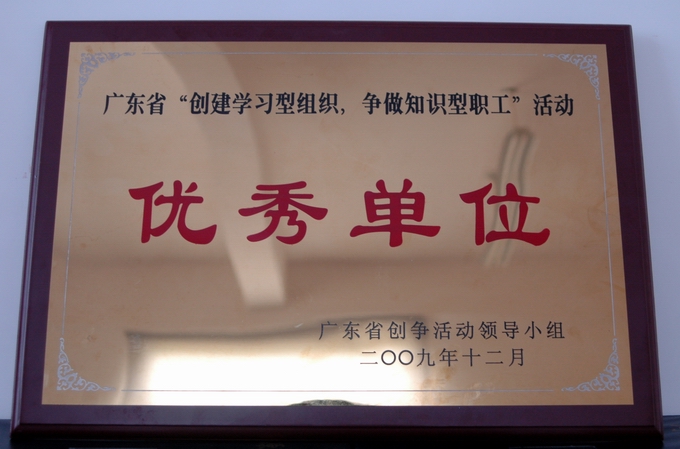 广东省“创建学习型组织，争做知识型职工”活动
优秀单位
广东省创争活动领导小组
二〇〇九年十二月